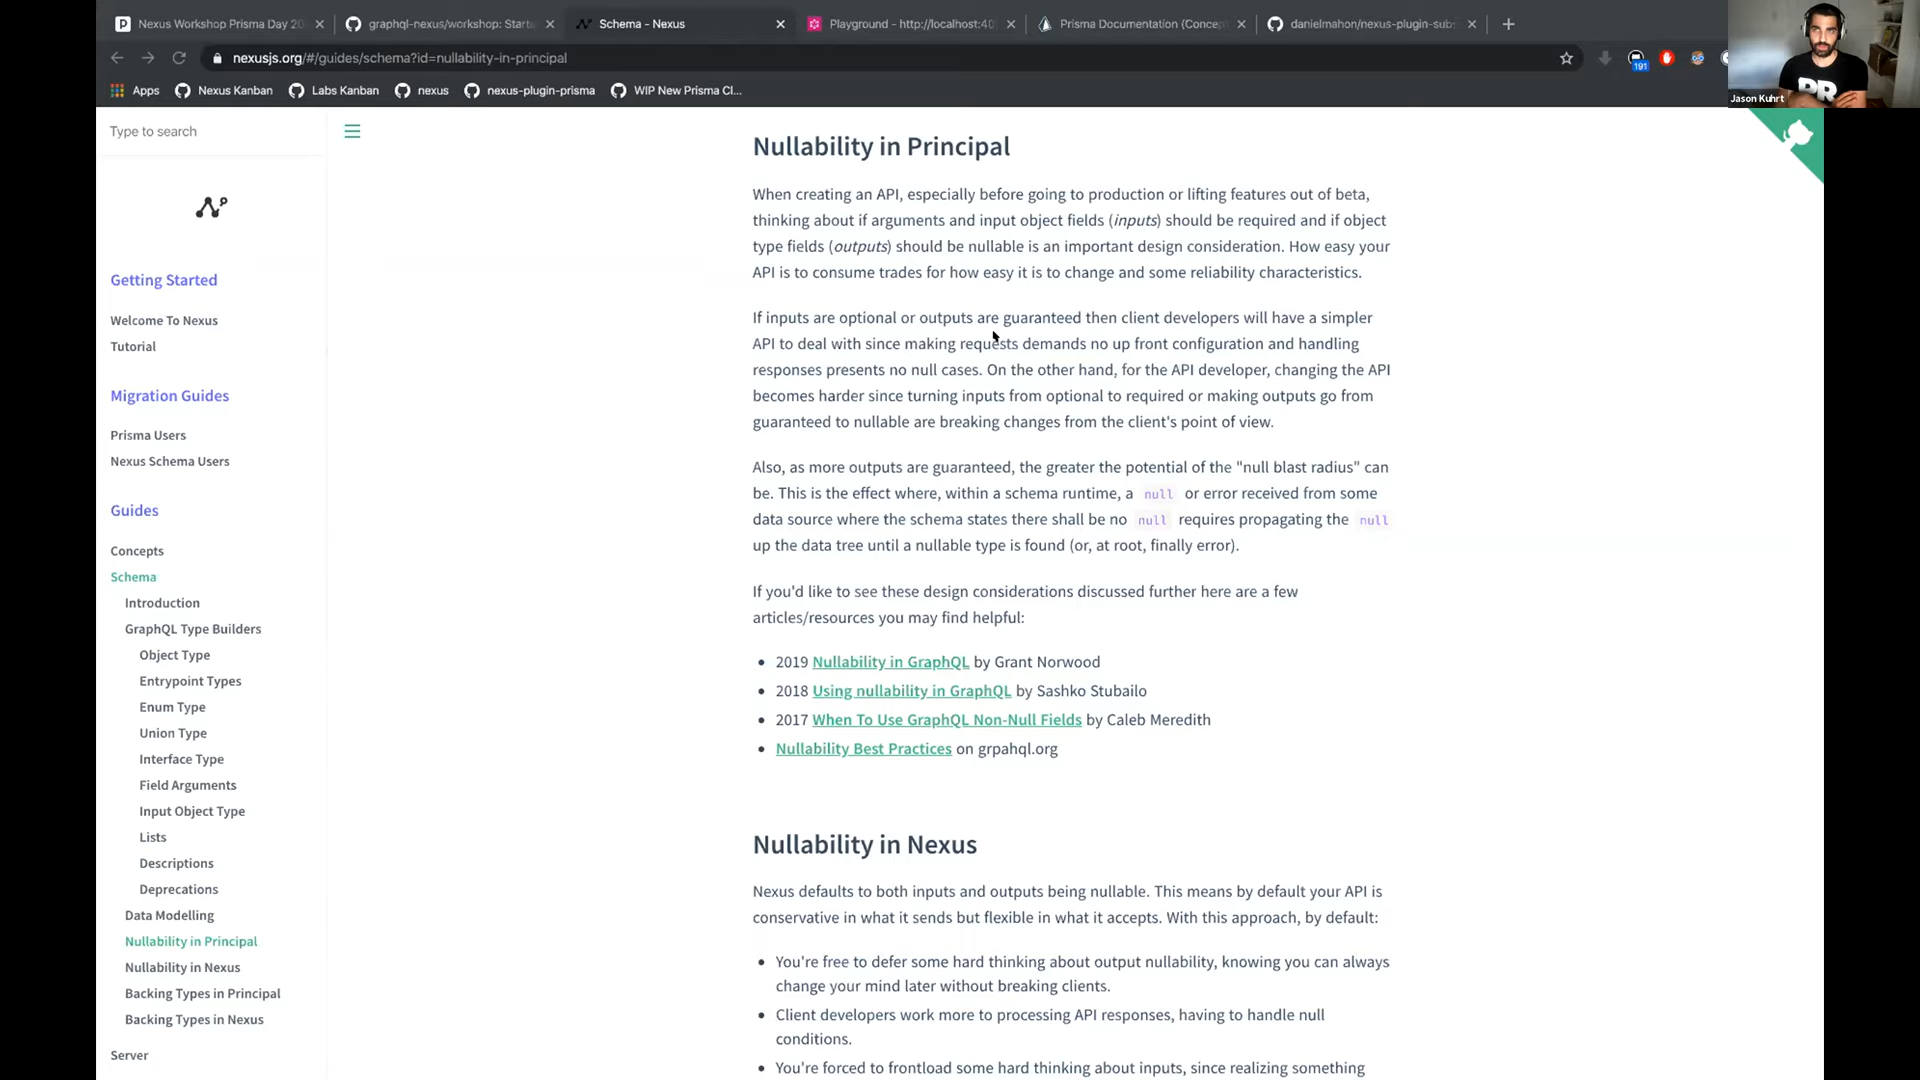 Nexus Workshop Prisma Day 20
graphql-nexus/workshop: Starte
Schema - Nexus
Playground - http://localhost:40
Prisma Documentation (Concep
danielmahon/nexus-plugin-subs
nexusjs.org/#/guides/schema?id=nullability-in-principal
191
Apps
Nexus Kanban
Labs Kanban
nexus
nexus-plugin-prisma
WIP New Prisma Cl...
Jason Kuhrt
Type to search
Getting Started
Welcome To Nexus
Tutorial
Migration Guides
Prisma Users
Nexus Schema Users
Guides
Concepts
Schema
Introduction
GraphQL Type Builders
Object Type
Entrypoint Types
Enum Type
Union Type
Interface Type
Field Arguments
Input Object Type
Lists
Descriptions
Deprecations
Data Modelling
Nullability in Principal
Nullability in Nexus
Backing Types in Principal
Backing Types in Nexus
Server
Nullability in Principal
When creating an API, especially before going to production or lifting features out of beta,
thinking about if arguments and input object fields (inputs) should be required and if object
type fields (outputs) should be nullable is an important design consideration. How easy your
API is to consume trades for how easy it is to change and some reliability characteristics.
If inputs are optional or outputs are guaranteed then client developers will have a simpler
API to deal with since making requests demands no up front configuration and handling
responses presents no null cases. On the other hand, for the API developer, changing the API
becomes harder since turning inputs from optional to required or making outputs go from
guaranteed to nullable are breaking changes from the client's point of view.
Also, as more outputs are guaranteed, the greater the potential of the "null blast radius" can
be. This is the effect where, within a schema runtime, a null or error received from some
data source where the schema states there shall be no null requires propagating the null
up the data tree until a nullable type is found (or, at root, finally error).
If you'd like to see these design considerations discussed further here are a few
articles/resources you may find helpful:
2019 Nullability in GraphQL by Grant Norwood
2018 Using nullability in GraphQL by Sashko Stubailo
2017 When To Use GraphQL Non-Null Fields by Caleb Meredith
Nullability Best Practices on grpahql.org
Nullability in Nexus
Nexus defaults to both inputs and outputs being nullable. This means by default your API is
conservative in what it sends but flexible in what it accepts. With this approach, by default:
You're free to defer some hard thinking about output nullability, knowing you can always
change your mind later without breaking clients.
Client developers work more to processing API responses, having to handle null
conditions.
You're forced to frontload some hard thinking about inputs, since realizing something